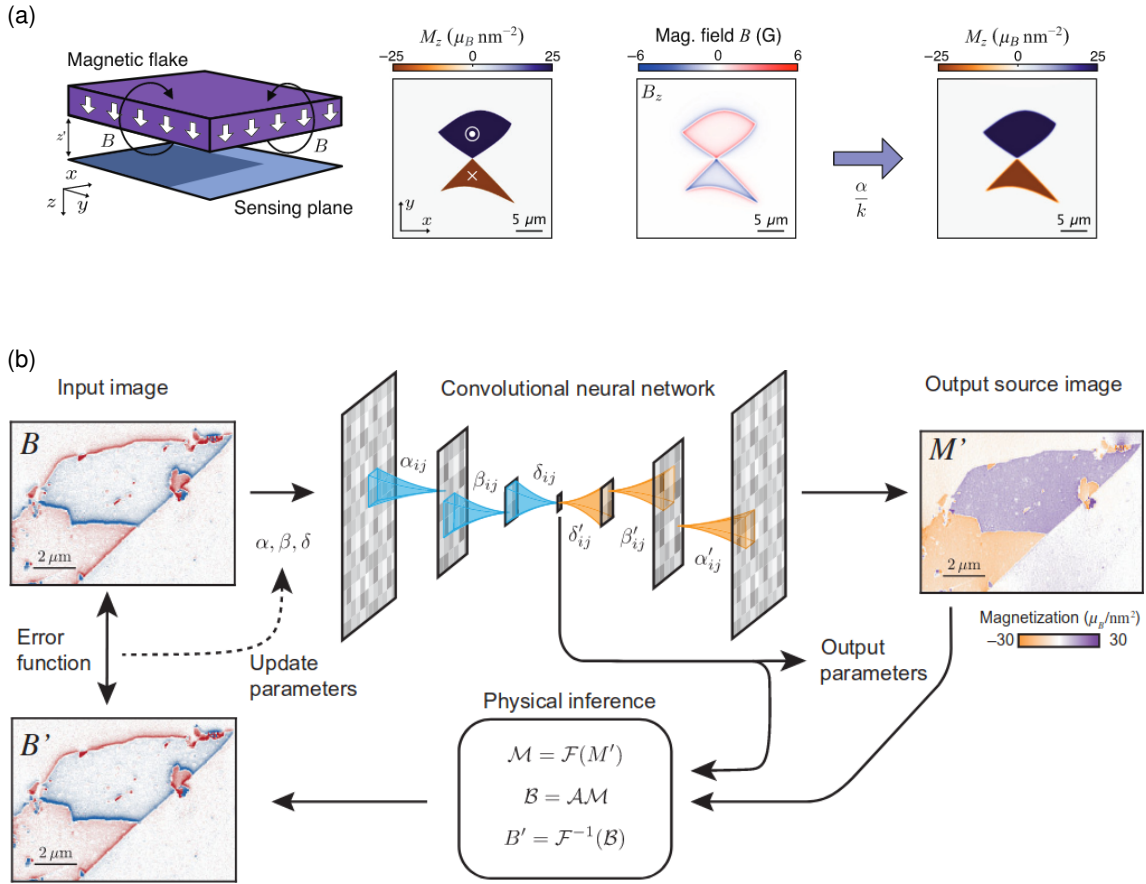 (a)
Magnetic flake
z'
B
B
x
z
y
Sensing plane
M_z (μ_B nm⁻²)
−25 0 25
⊙
×
y
x
5 μm
Mag. field B (G)
−6 0 6
B_z
5 μm
α/k
M_z (μ_B nm⁻²)
−25 0 25
5 μm
(b)
Input image
Convolutional neural network
Output source image
B
2 μm
α, β, δ
α_ij
β_ij
δ_ij
δ′_ij
β′_ij
α′_ij
M'
2 μm
Magnetization (μ_B/nm²)
−30 30
Error
function
Update
parameters
Output
parameters
Physical inference
ℳ = ℱ(M′)
ℬ = 𝒜ℳ
B′ = ℱ⁻¹(ℬ)
B'
2 μm